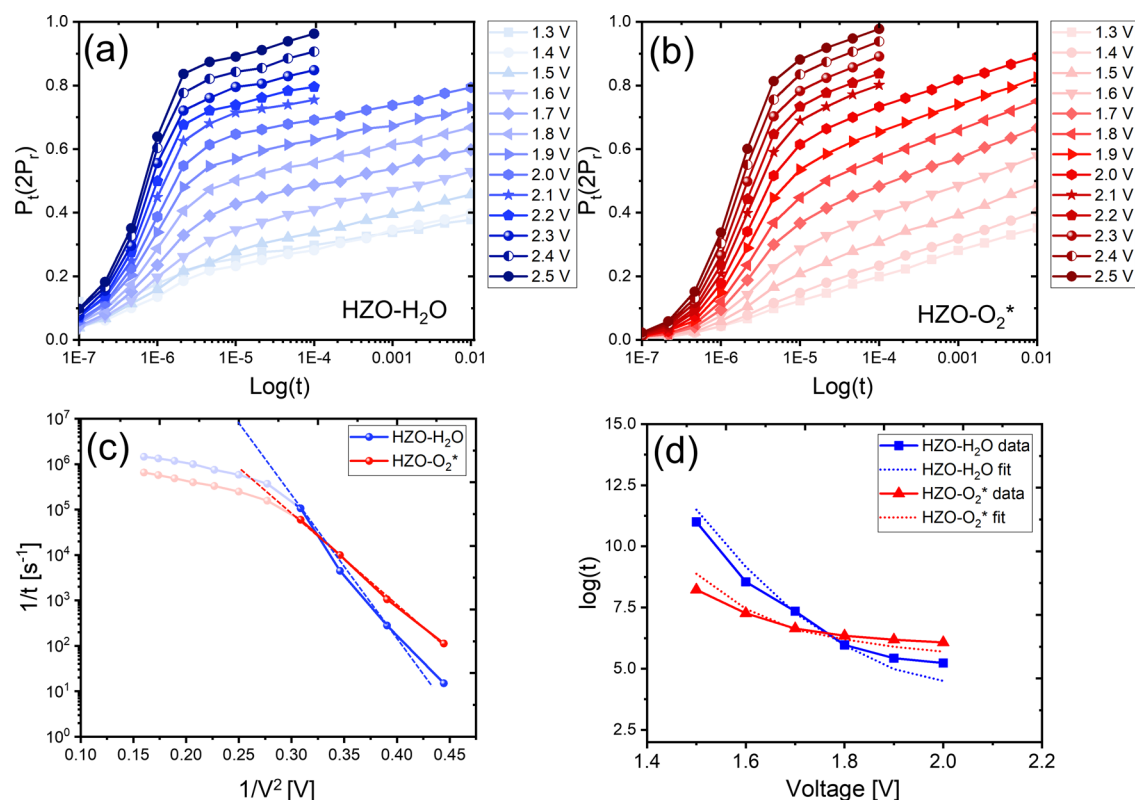 (a)
P_t(2P_r)
1.0
0.8
0.6
0.4
0.2
0.0
1E-7
1E-6
1E-5
1E-4
0.001
0.01
Log(t)
HZO-H₂O
1.3 V
1.4 V
1.5 V
1.6 V
1.7 V
1.8 V
1.9 V
2.0 V
2.1 V
2.2 V
2.3 V
2.4 V
2.5 V
(b)
P_t(2P_r)
1.0
0.8
0.6
0.4
0.2
0.0
1E-7
1E-6
1E-5
1E-4
0.001
0.01
Log(t)
HZO-O₂*
1.3 V
1.4 V
1.5 V
1.6 V
1.7 V
1.8 V
1.9 V
2.0 V
2.1 V
2.2 V
2.3 V
2.4 V
2.5 V
(c)
1/t [s⁻¹]
10⁷
10⁶
10⁵
10⁴
10³
10²
10¹
10⁰
0.10
0.15
0.20
0.25
0.30
0.35
0.40
0.45
1/V² [V]
HZO-H₂O
HZO-O₂*
(d)
log(t)
15.0
12.5
10.0
7.5
5.0
2.5
1.4
1.6
1.8
2.0
2.2
Voltage [V]
HZO-H₂O data
HZO-H₂O fit
HZO-O₂* data
HZO-O₂* fit